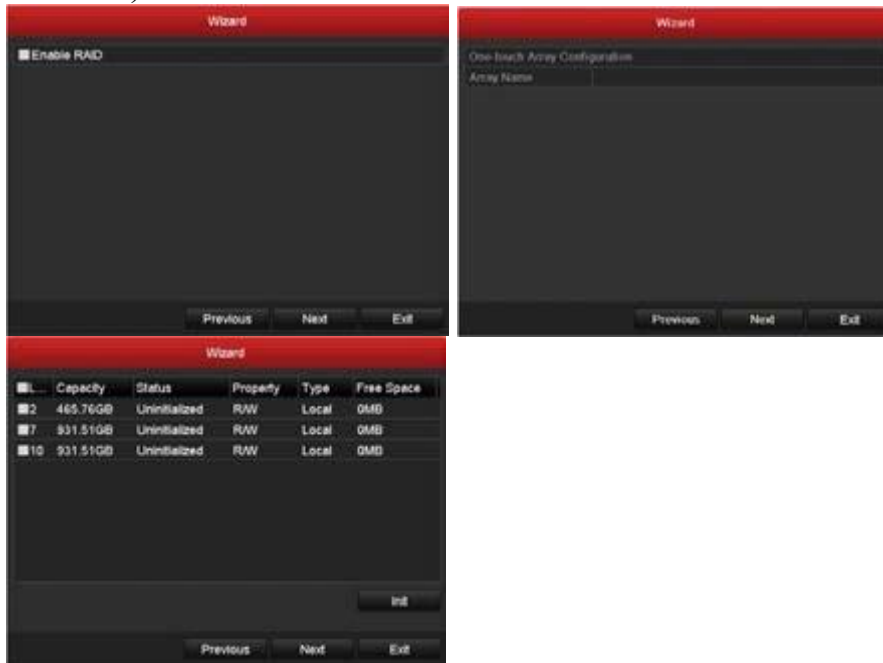 Wizard
Enable RAID
Previous Next Exit
Wizard
One-touch Array Configuration
Array Name
Previous Next Exit
Wizard
L... Capacity Status Property Type Free Space
2 465.76GB Uninitialized R/W Local 0MB
7 931.51GB Uninitialized R/W Local 0MB
10 931.51GB Uninitialized R/W Local 0MB
Init
Previous Next Exit